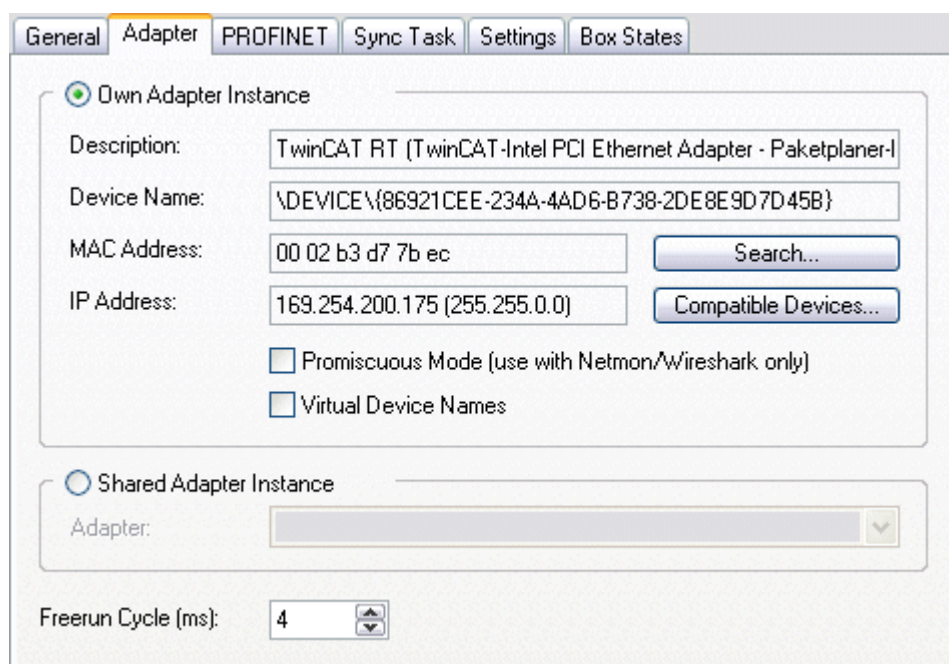 General Adapter PROFINET Sync Task Settings Box States
Own Adapter Instance
Description: TwinCAT RT (TwinCAT-Intel PCI Ethernet Adapter - Paketplaner-I
Device Name: \DEVICE\{86921CEE-234A-4AD6-B738-2DE8E9D7D45B}
MAC Address: 00 02 b3 d7 7b ec Search...
IP Address: 169.254.200.175 (255.255.0.0) Compatible Devices...
Promiscuous Mode (use with Netmon/Wireshark only)
Virtual Device Names
Shared Adapter Instance
Adapter:
Freerun Cycle (ms): 4